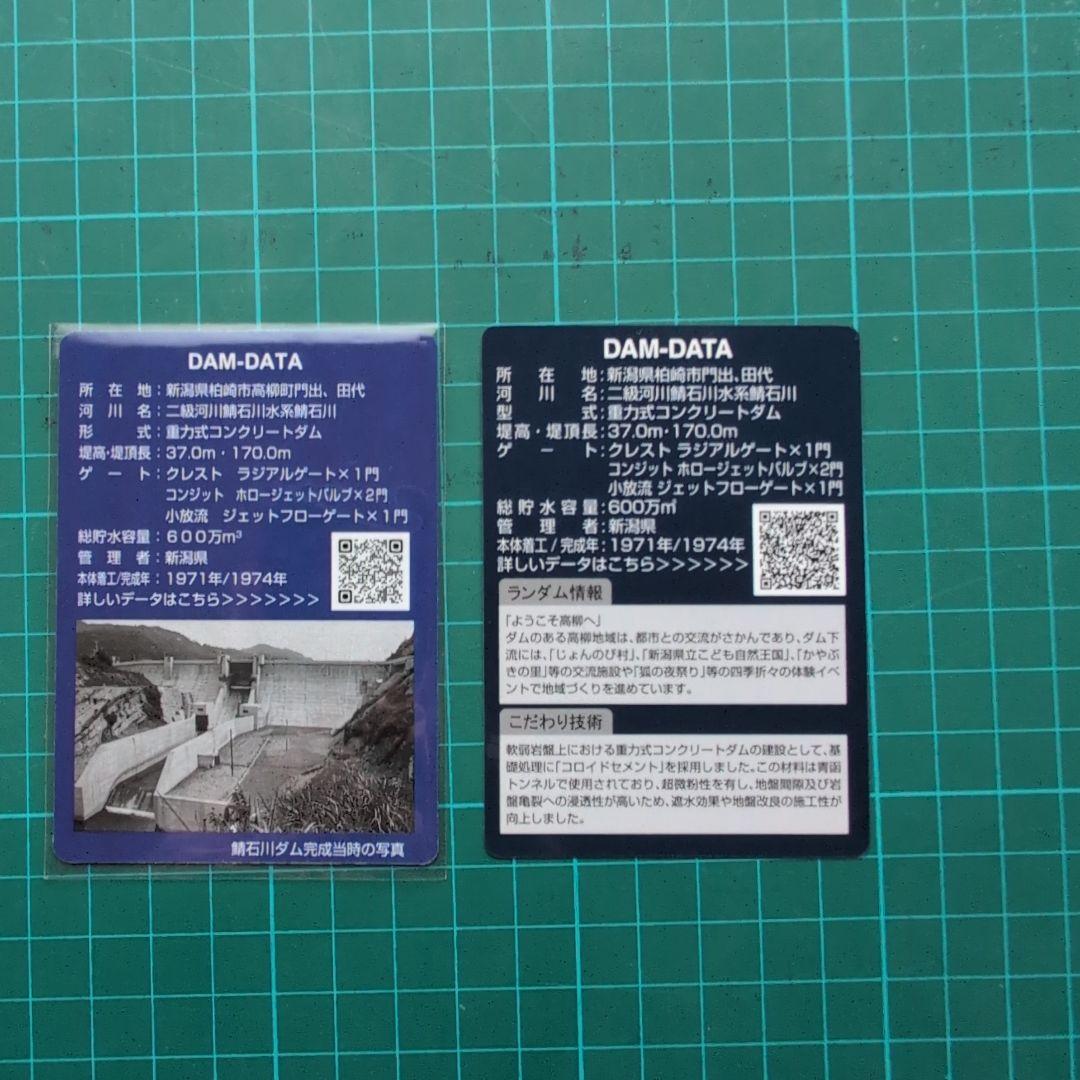 DAM-DATA
所在地：新潟県柏崎市高柳町門出、田代
河川名：二級河川鯖石川水系鯖石川
形式：重力式コンクリートダム
堤高・堤頂長：37.0m・170.0m
ゲート：クレスト ラジアルゲート×1門
コンジット ホロージェットバルブ×2門
小放流 ジェットフローゲート×1門
総貯水容量：600万m³
管理者：新潟県
本体着工/完成年：1971年/1974年
詳しいデータはこちら>>>>>>>
鯖石川ダム完成当時の写真
DAM-DATA
所在地：新潟県柏崎市門出、田代
河川名：二級河川鯖石川水系鯖石川
型式：重力式コンクリートダム
堤高・堤頂長：37.0m・170.0m
ゲート：クレスト ラジアルゲート×1門
コンジット ホロージェットバルブ×2門
小放流 ジェットフローゲート×1門
総貯水容量：600万㎥
管理者：新潟県
本体着工/完成年：1971年/1974年
詳しいデータはこちら>>>>>>
ランダム情報
「ようこそ高柳へ」
ダムのある高柳地域は、都市との交流がさかんであり、ダム下
流には、「じょんのび村」、「新潟県立こども自然王国」、「かやぶ
きの里」等の交流施設や「狐の夜祭り」等の四季折々の体験イベ
ントで地域づくりを進めています。
こだわり技術
軟弱岩盤上における重力式コンクリートダムの建設として、基
礎処理に「コロイドセメント」を採用しました。この材料は青函
トンネルで使用されており、超微粉性を有し、地盤間隙及び岩
盤亀裂への浸透性が高いため、遮水効果や地盤改良の施工性が
向上しました。